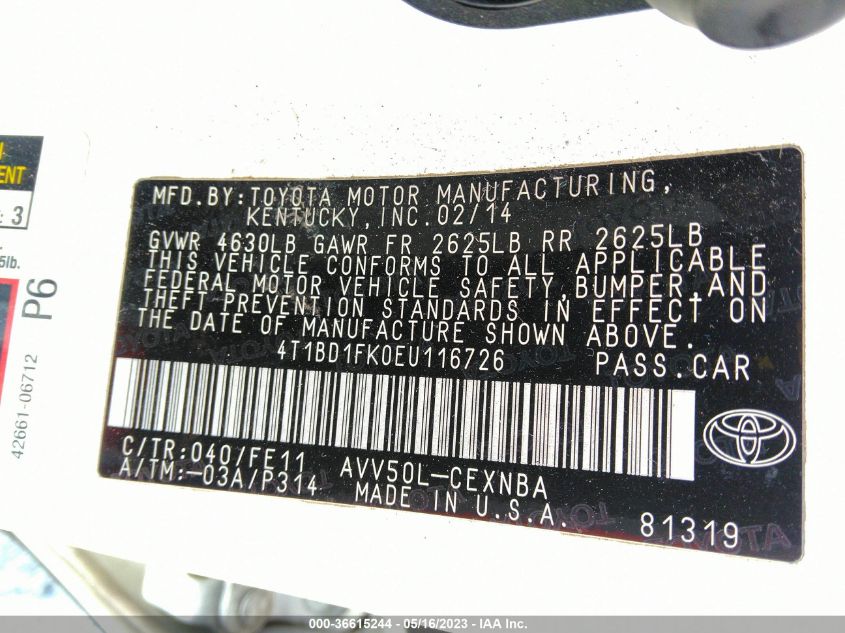 MFD.BY:TOYOTA MOTOR MANUFACTURING,
KENTUCKY,INC.02/14
GVWR 4630LB GAWR FR 2625LB RR 2625LB
THIS VEHICLE CONFORMS TO ALL APPLICABLE
FEDERAL MOTOR VEHICLE SAFETY,BUMPER,AND
THEFT PREVENTION STANDARDS IN EFFECT ON
THE DATE OF MANUFACTURE SHOWN ABOVE.
4T1BD1FK0EU116726 PASS.CAR
C/TR:040/FE11 AVV50L-CEXNBA
A/TM:-03A/P314 MADE IN U.S.A. 81319
ENT
: 3
5lb.
P6
42661-06712
000-36615244 - 05/16/2023 - IAA Inc.